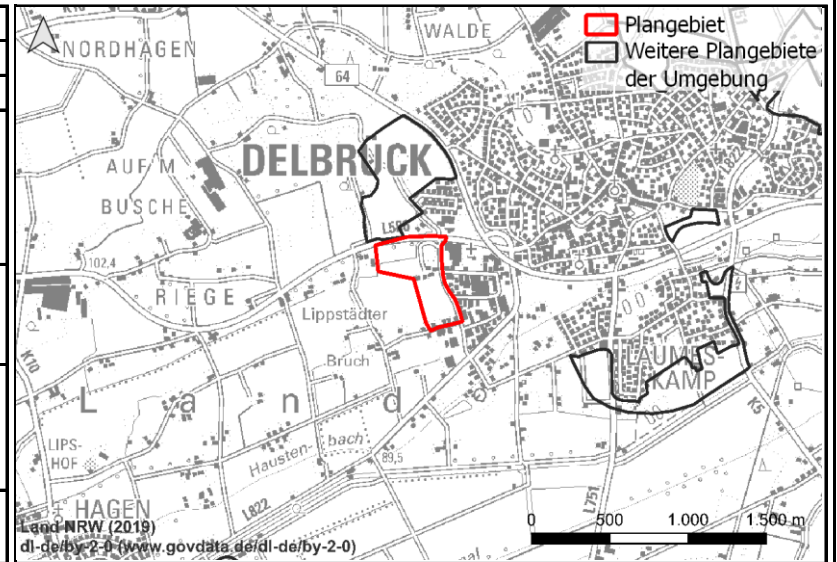 WALDE
Plangebiet
Weitere Plangebiete
der Umgebung
NORDHAGEN
64
AUF'M
BUSCHE
DELBRÜCK
102.4
RIEGE
Lippstädter
Bruch
K10
L a n d
LIPS-
HOF
Hausten-
bach
89,5
L822
HAGEN
LAUMES
KAMP
K5
L751
Land NRW (2019)
dl-de/by-2-0 (www.govdata.de/dl-de/by-2-0)
0 500 1.000 1.500 m